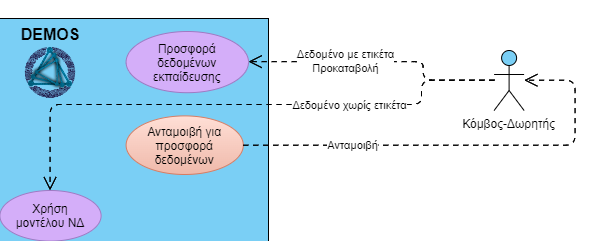 DEMOS
Προσφορά
δεδομένων
εκπαίδευσης
Δεδομένο με ετικέτα
Προκαταβολή
Δεδομένο χωρίς ετικέτα
Κόμβος-Δωρητής
Ανταμοιβή για
προσφορά
δεδομένων
Ανταμοιβή
Χρήση
μοντέλου ΝΔ